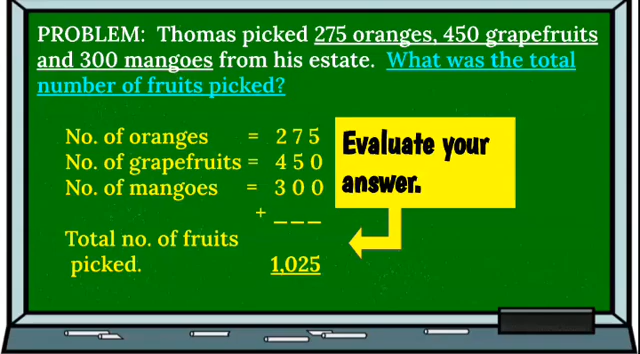 PROBLEM: Thomas picked 275 oranges, 450 grapefruits
and 300 mangoes from his estate. What was the total
number of fruits picked?
No. of oranges = 2 7 5
No. of grapefruits = 4 5 0
No. of mangoes = 3 0 0
+ _ _ _
Total no. of fruits
picked. 1,025
Evaluate your
answer.